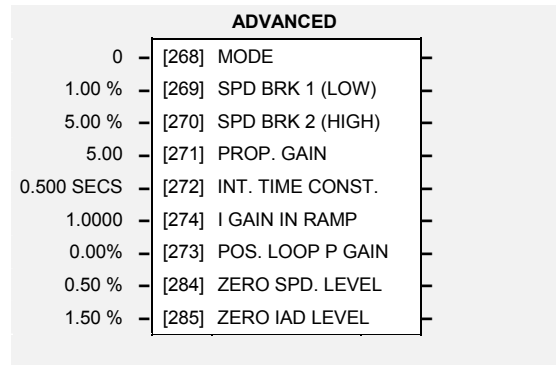 ADVANCED
0 – [268] MODE –
1.00 % – [269] SPD BRK 1 (LOW) –
5.00 % – [270] SPD BRK 2 (HIGH) –
5.00 – [271] PROP. GAIN –
0.500 SECS – [272] INT. TIME CONST. –
1.0000 – [274] I GAIN IN RAMP –
0.00% – [273] POS. LOOP P GAIN –
0.50 % – [284] ZERO SPD. LEVEL –
1.50 % – [285] ZERO IAD LEVEL –